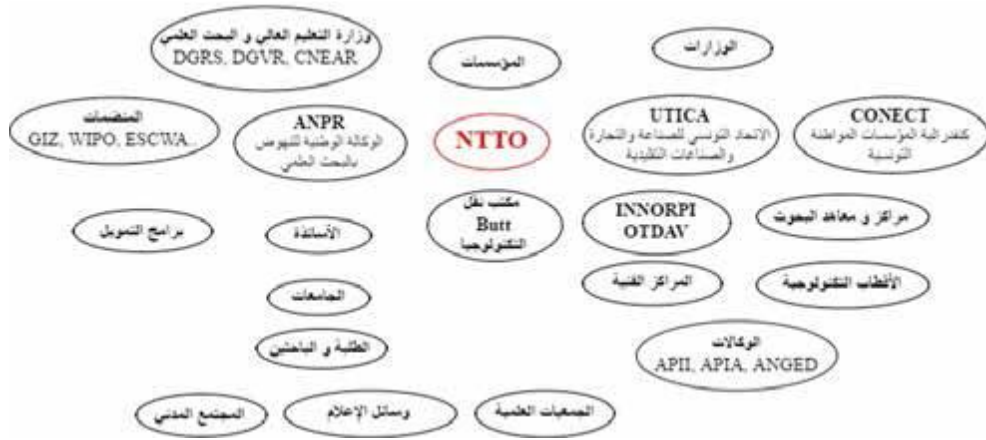 وزارة التعليم العالي و البحث العلمي
DGRS, DGVR, CNEAR
المؤسسات
الوزارات
المنضمات
GIZ, WIPO, ESCWA..
ANPR
الوكالة الوطنية للنهوض
بالبحث العلمي
NTTO
UTICA
الاتحاد التونسي للصناعة والتجارة
والصناعات التقليدية
CONECT
كنفدرالية المؤسسات المواطنة
التونسية
برامج التمويل
الأساتذة
مكتب نقل
Butt
التكنولوجيا
INNORPI
OTDAV
مراكز و معاهد البحوث
الجامعات
المراكز الفنية
الأقطاب التكنولوجية
الطلبة و الباحثين
الوكالات
APII, APIA, ANGED
المجتمع المدني
وسائل الإعلام
الجمعيات العلمية